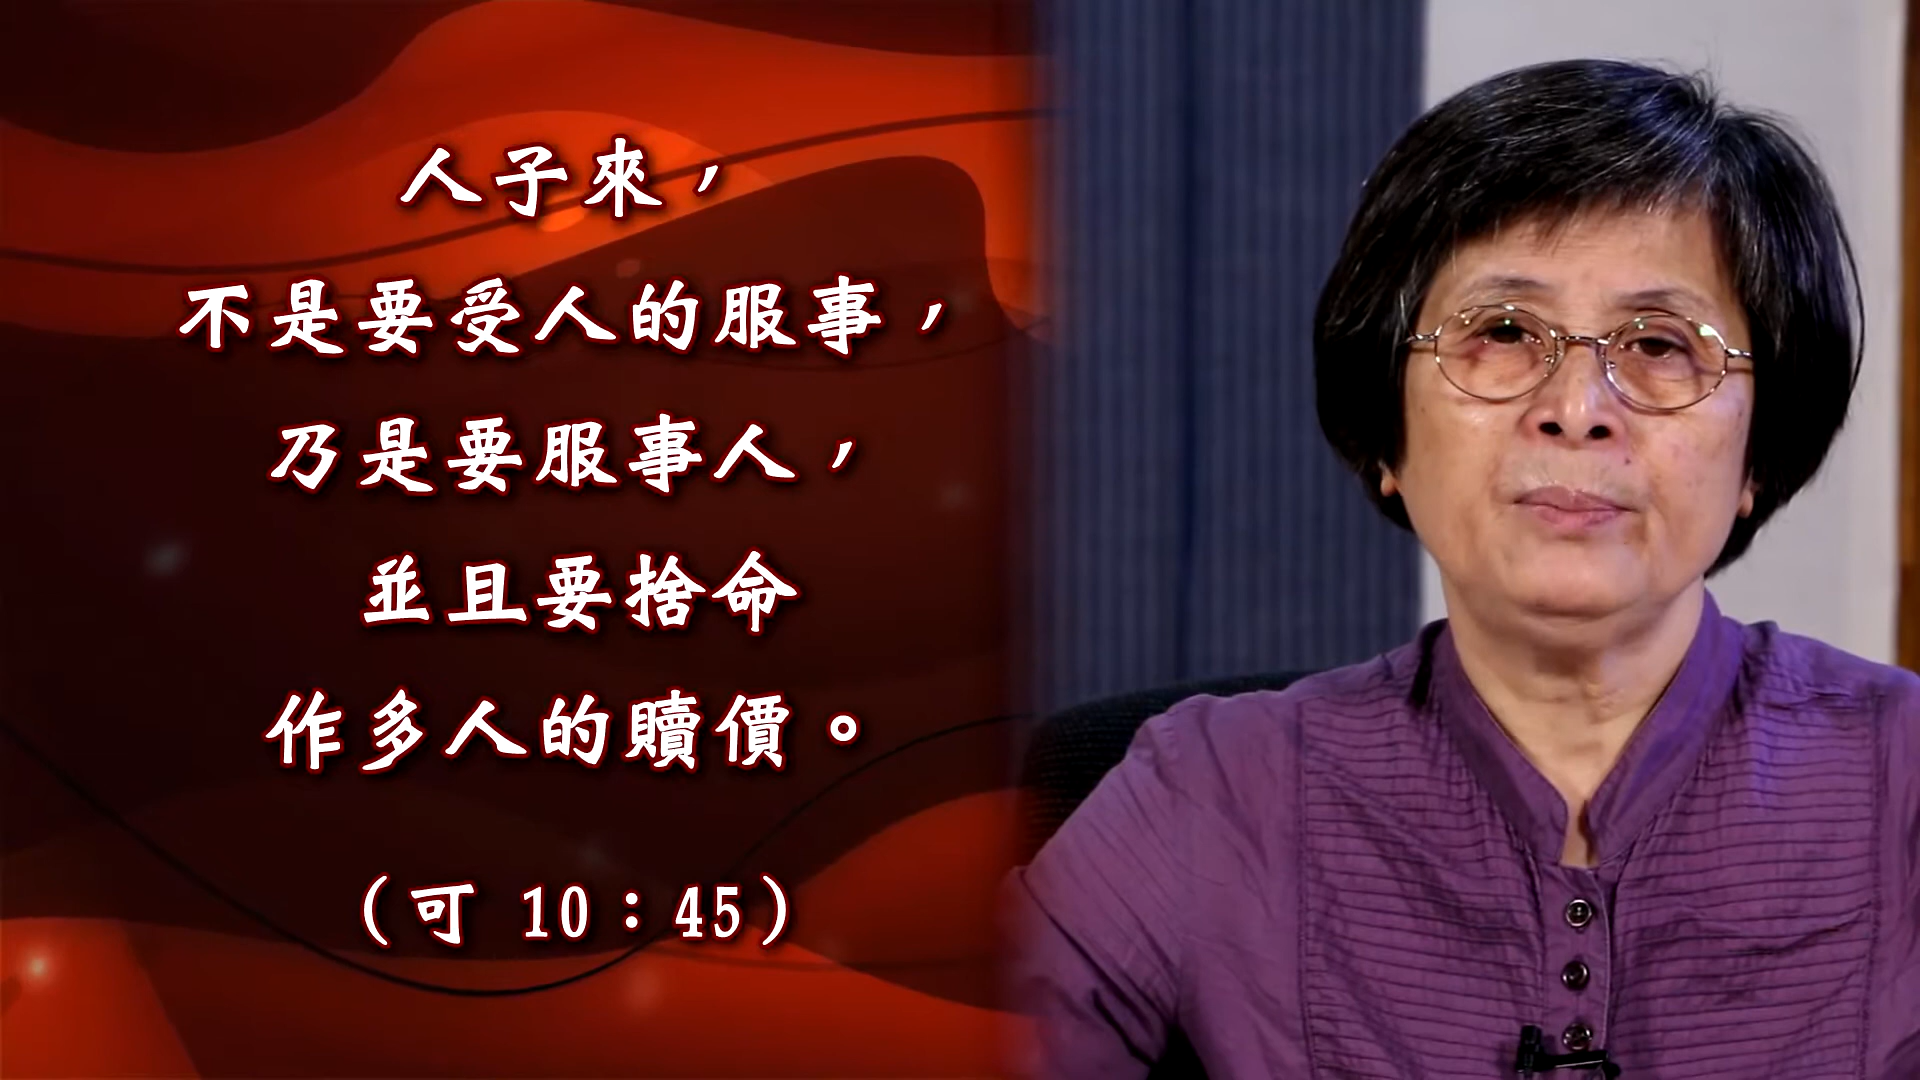 人子來，
不是要受人的服事，
乃是要服事人，
並且要捨命
作多人的贖價。
（可 10：45）